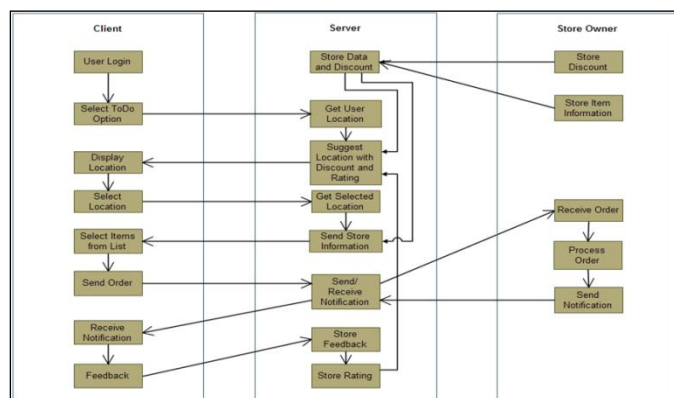 Client
Server
Store Owner
User Login
Store Data
and Discount
Store
Discount
Select ToDo
Option
Get User
Location
Store Item
Information
Display
Location
Suggest
Location with
Discount and
Rating
Select
Location
Get Selected
Location
Receive Order
Select Items
from List
Send Store
Information
Process
Order
Send Order
Send/
Receive
Notification
Send
Notification
Receive
Notification
Store
Feedback
Feedback
Store Rating